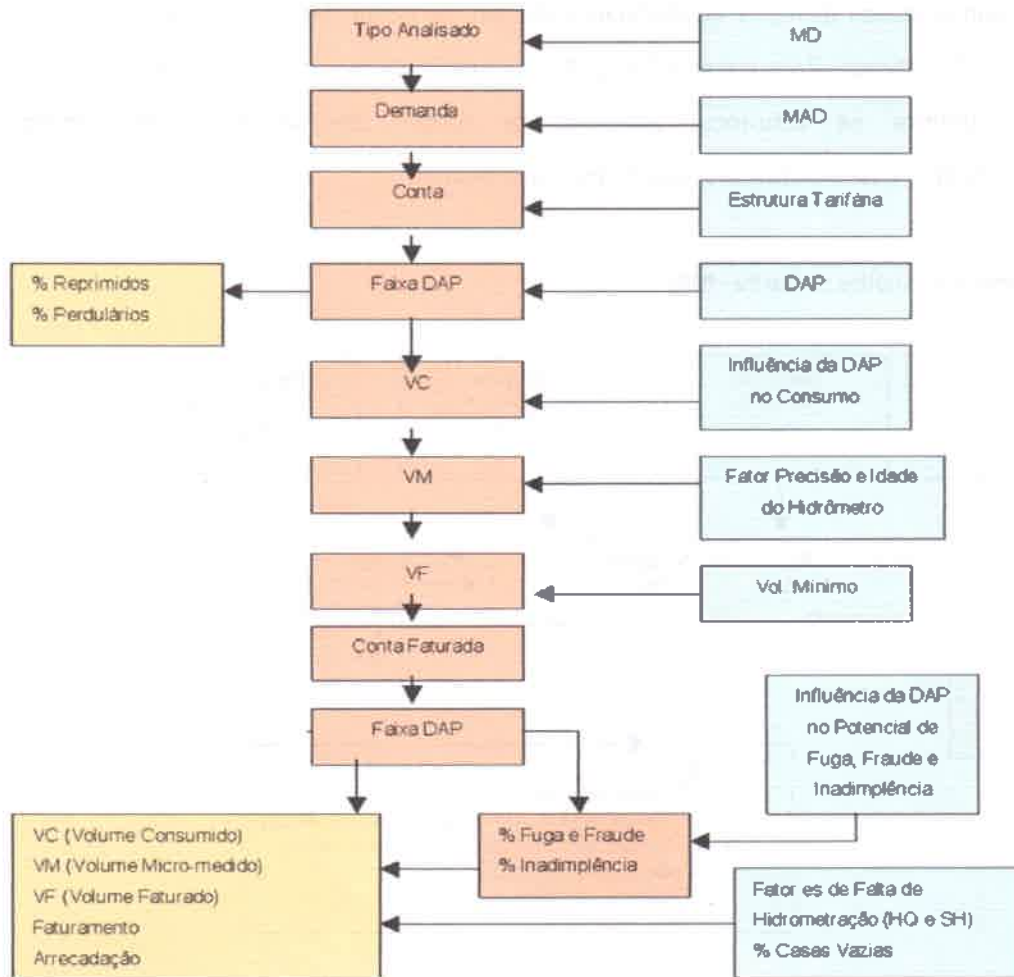 Tipo Analisado
MD
Demanda
MAD
Conta
Estrutura Tarifária
% Reprimidos
% Perdulários
Faixa DAP
DAP
VC
Influência da DAP
no Consumo
VM
Fator Precisão e Idade
do Hidrômetro
VF
Vol. Mínimo
Conta Faturada
Faixa DAP
Influência da DAP
no Potencial de
Fuga, Fraude e
Inadimplência
VC (Volume Consumido)
VM (Volume Micro-medido)
VF (Volume Faturado)
Faturamento
Arrecadação
% Fuga e Fraude
% Inadimplência
Fator es de Falta de
Hidrometração (HQ e SH)
% Casas Vazias